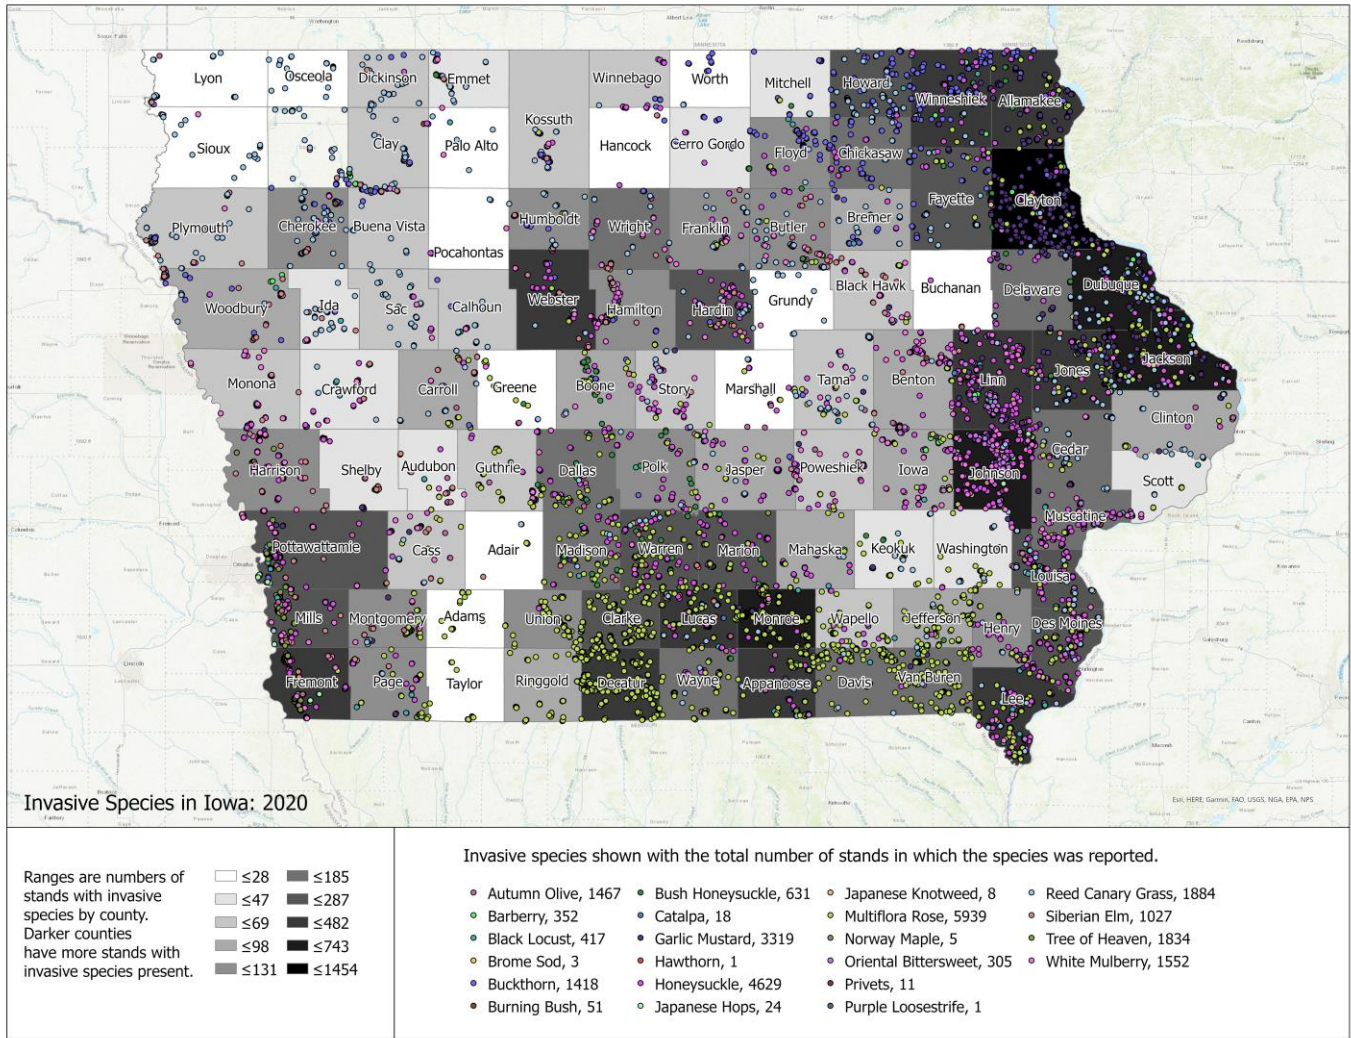 Lyon
Osceola
Dickinson
Emmet
Winnebago
Worth
Mitchell
Howard
Winneshiek
Allamakee
Kossuth
Sioux
Clay
Palo Alto
Hancock
Cerro Gordo
Floyd
Chickasaw
Clayton
Fayette
Plymouth
Cherokee
Buena Vista
Pocahontas
Humboldt
Wright
Franklin
Butler
Bremer
Woodbury
Ida
Sac
Calhoun
Webster
Hamilton
Hardin
Grundy
Black Hawk
Buchanan
Delaware
Dubuque
Monona
Crawford
Carroll
Greene
Boone
Story
Marshall
Tama
Benton
Linn
Jones
Jackson
Clinton
Harrison
Shelby
Audubon
Guthrie
Dallas
Polk
Jasper
Poweshiek
Iowa
Johnson
Cedar
Scott
Muscatine
Pottawattamie
Cass
Adair
Madison
Warren
Marion
Mahaska
Keokuk
Washington
Louisa
Mills
Montgomery
Adams
Union
Clarke
Lucas
Monroe
Wapello
Jefferson
Henry
Des Moines
Fremont
Page
Taylor
Ringgold
Decatur
Wayne
Appanoose
Davis
Van Buren
Lee
Invasive Species in Iowa: 2020
Esri, HERE, Garmin, FAO, USGS, NGA, EPA, NPS
Ranges are numbers of
stands with invasive
species by county.
Darker counties
have more stands with
invasive species present.
≤28
≤47
≤69
≤98
≤131
≤185
≤287
≤482
≤743
≤1454
Invasive species shown with the total number of stands in which the species was reported.
Autumn Olive, 1467
Barberry, 352
Black Locust, 417
Brome Sod, 3
Buckthorn, 1418
Burning Bush, 51
Bush Honeysuckle, 631
Catalpa, 18
Garlic Mustard, 3319
Hawthorn, 1
Honeysuckle, 4629
Japanese Hops, 24
Japanese Knotweed, 8
Multiflora Rose, 5939
Norway Maple, 5
Oriental Bittersweet, 305
Privets, 11
Purple Loosestrife, 1
Reed Canary Grass, 1884
Siberian Elm, 1027
Tree of Heaven, 1834
White Mulberry, 1552